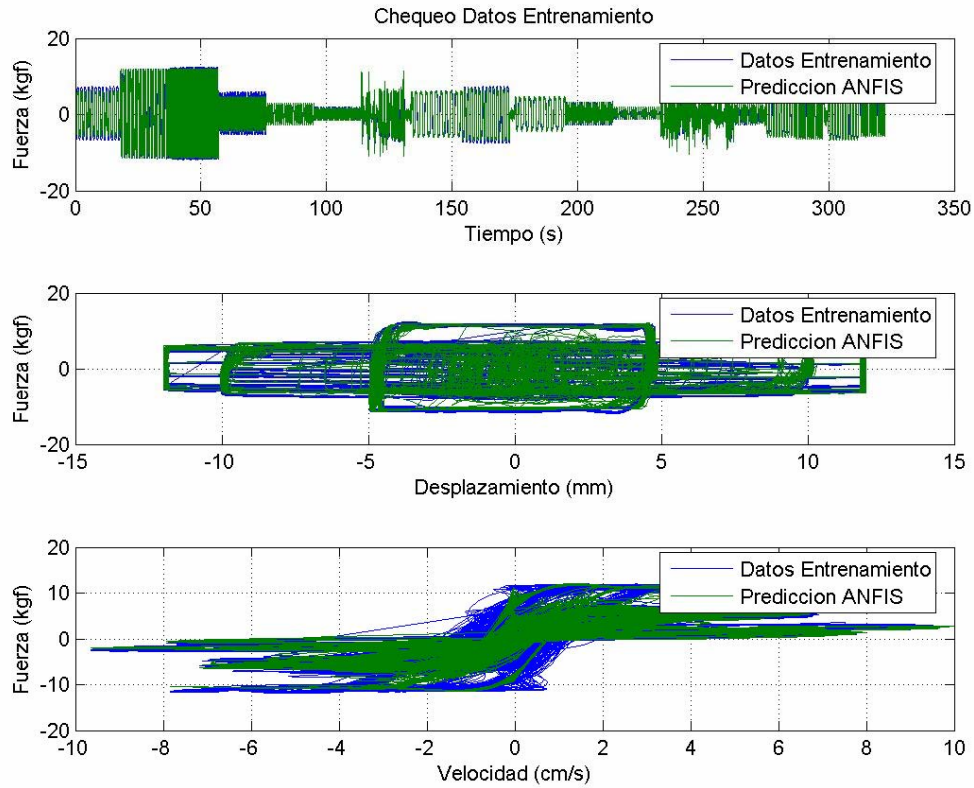 Chequeo Datos Entrenamiento
20
0
-20
Fuerza (kgf)
Datos Entrenamiento
Prediccion ANFIS
0 50 100 150 200 250 300 350
Tiempo (s)
20
0
-20
Fuerza (kgf)
Datos Entrenamiento
Prediccion ANFIS
-15 -10 -5 0 5 10 15
Desplazamiento (mm)
20
10
0
-10
-20
Fuerza (kgf)
Datos Entrenamiento
Prediccion ANFIS
-10 -8 -6 -4 -2 0 2 4 6 8 10
Velocidad (cm/s)